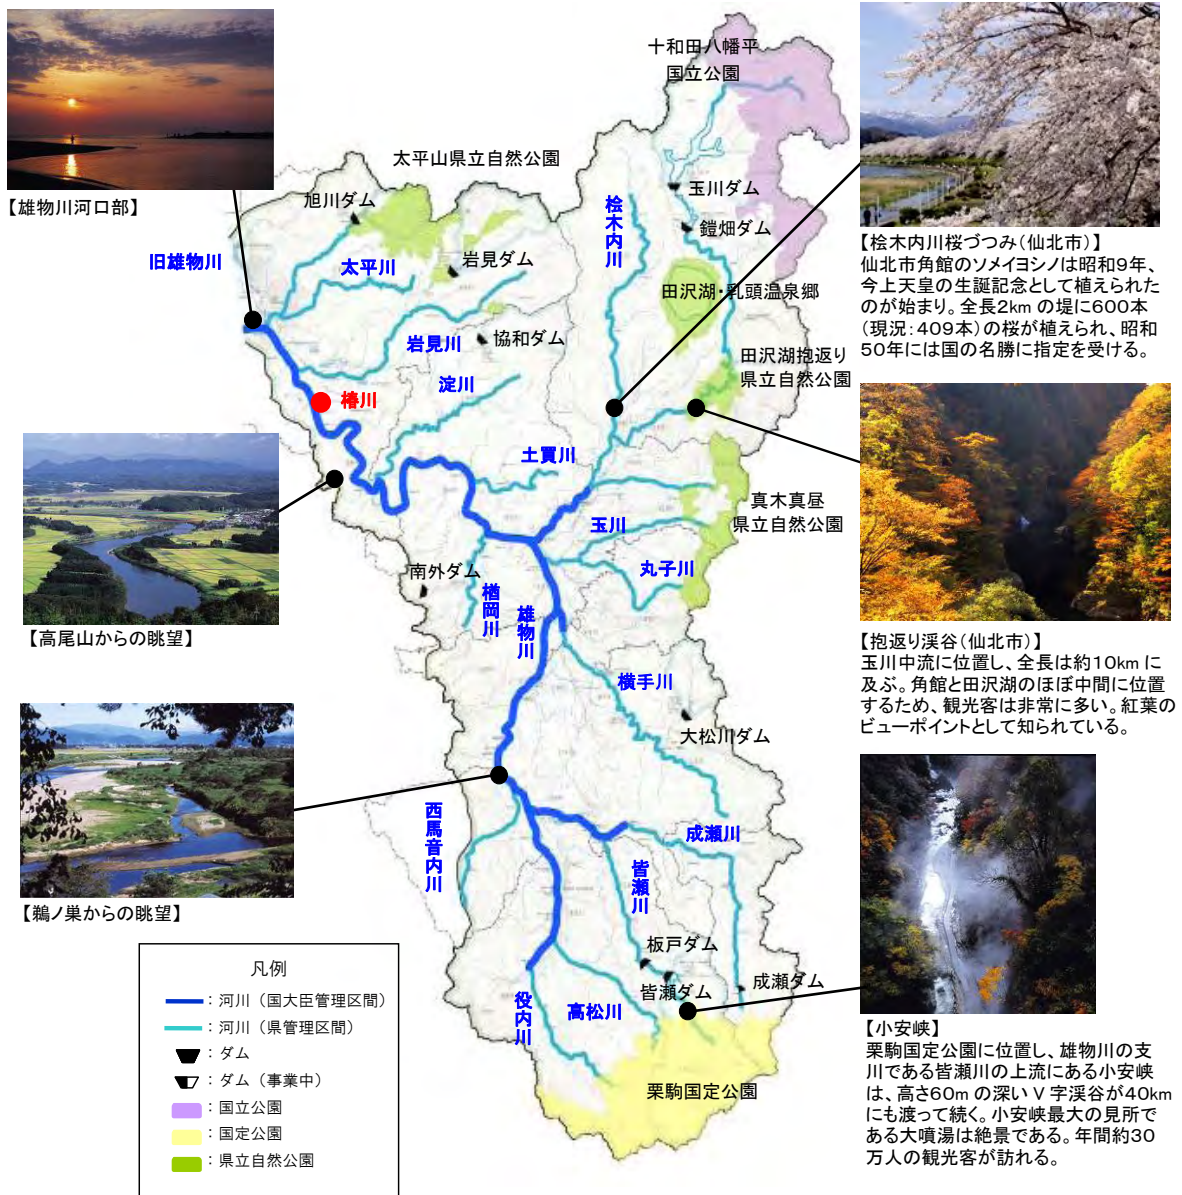 【雄物川河口部】
十和田八幡平
国立公園
太平山県立自然公園
旭川ダム
玉川ダム
鎧畑ダム
桧木内川
旧雄物川
太平川
岩見ダム
田沢湖・乳頭温泉郷
岩見川
協和ダム
淀川
田沢湖抱返り
県立自然公園
椿川
土買川
玉川
真木真昼
県立自然公園
丸子川
南外ダム
楢岡川
雄物川
横手川
大松川ダム
西馬音内川
成瀬川
皆瀬川
板戸ダム
皆瀬ダム
成瀬ダム
役内川
高松川
栗駒国定公園
【高尾山からの眺望】
【鵜ノ巣からの眺望】
【桧木内川桜づつみ(仙北市)】
仙北市角館のソメイヨシノは昭和9年、
今上天皇の生誕記念として植えられた
のが始まり。全長2km の堤に600本
(現況:409本)の桜が植えられ、昭和
50年には国の名勝に指定を受ける。
【抱返り渓谷(仙北市)】
玉川中流に位置し、全長は約10km に
及ぶ。角館と田沢湖のほぼ中間に位置
するため、観光客は非常に多い。紅葉の
ビューポイントとして知られている。
【小安峡】
栗駒国定公園に位置し、雄物川の支
川である皆瀬川の上流にある小安峡
は、高さ60m の深い V 字渓谷が40km
にも渡って続く。小安峡最大の見所で
ある大噴湯は絶景である。年間約30
万人の観光客が訪れる。
凡例
:河川(国大臣管理区間)
:河川(県管理区間)
:ダム
:ダム(事業中)
:国立公園
:国定公園
:県立自然公園